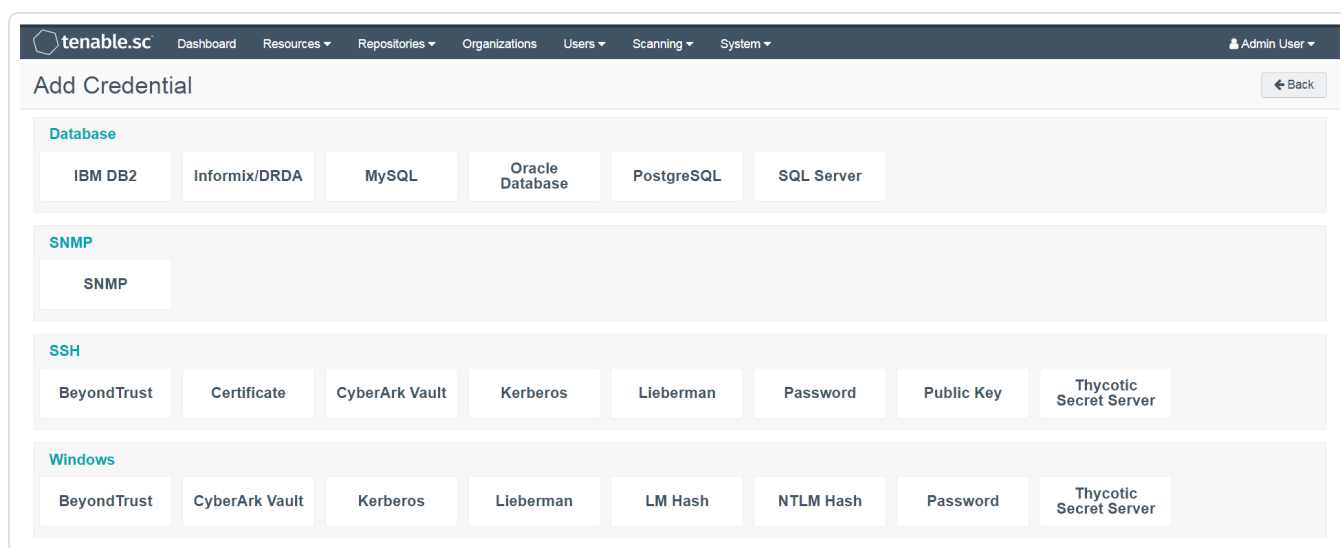 tenable.sc Dashboard Resources Repositories Organizations Users Scanning System Admin User
Add Credential Back
Database
IBM DB2 Informix/DRDA MySQL Oracle Database PostgreSQL SQL Server
SNMP
SNMP
SSH
BeyondTrust Certificate CyberArk Vault Kerberos Lieberman Password Public Key Thycotic Secret Server
Windows
BeyondTrust CyberArk Vault Kerberos Lieberman LM Hash NTLM Hash Password Thycotic Secret Server